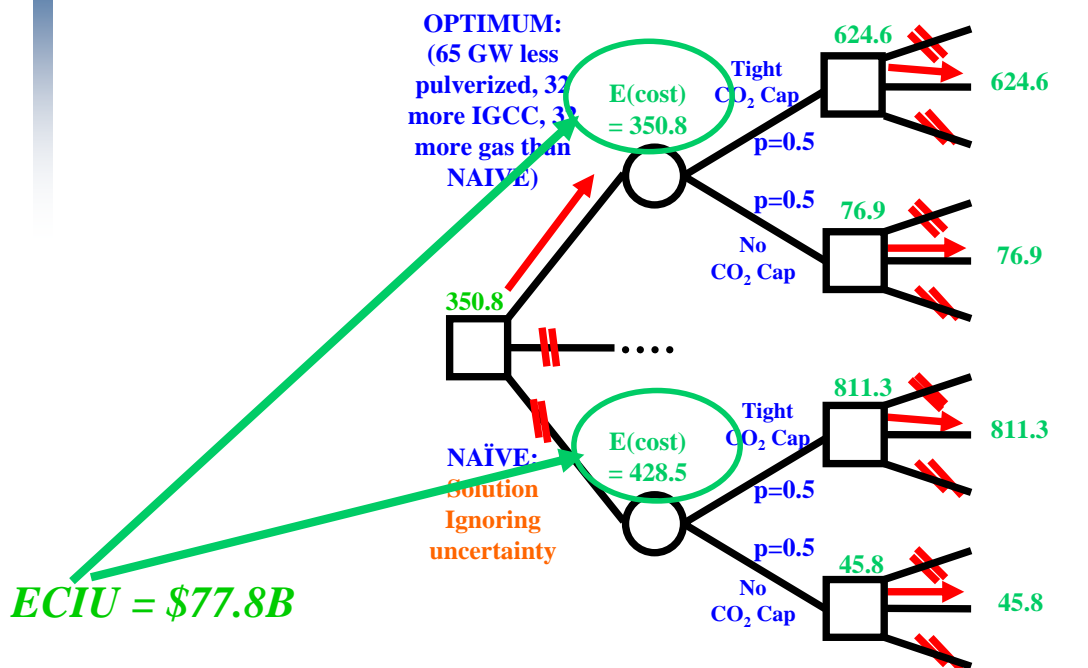 OPTIMUM:
(65 GW less
pulverized, 32
more IGCC, 32
more gas than
NAIVE)
E(cost)
= 350.8
Tight
CO₂ Cap
p=0.5
624.6
624.6
p=0.5
No
CO₂ Cap
76.9
76.9
350.8
....
NAÏVE:
Solution
Ignoring
uncertainty
E(cost)
= 428.5
Tight
CO₂ Cap
p=0.5
811.3
811.3
p=0.5
No
CO₂ Cap
45.8
45.8
ECIU = $77.8B